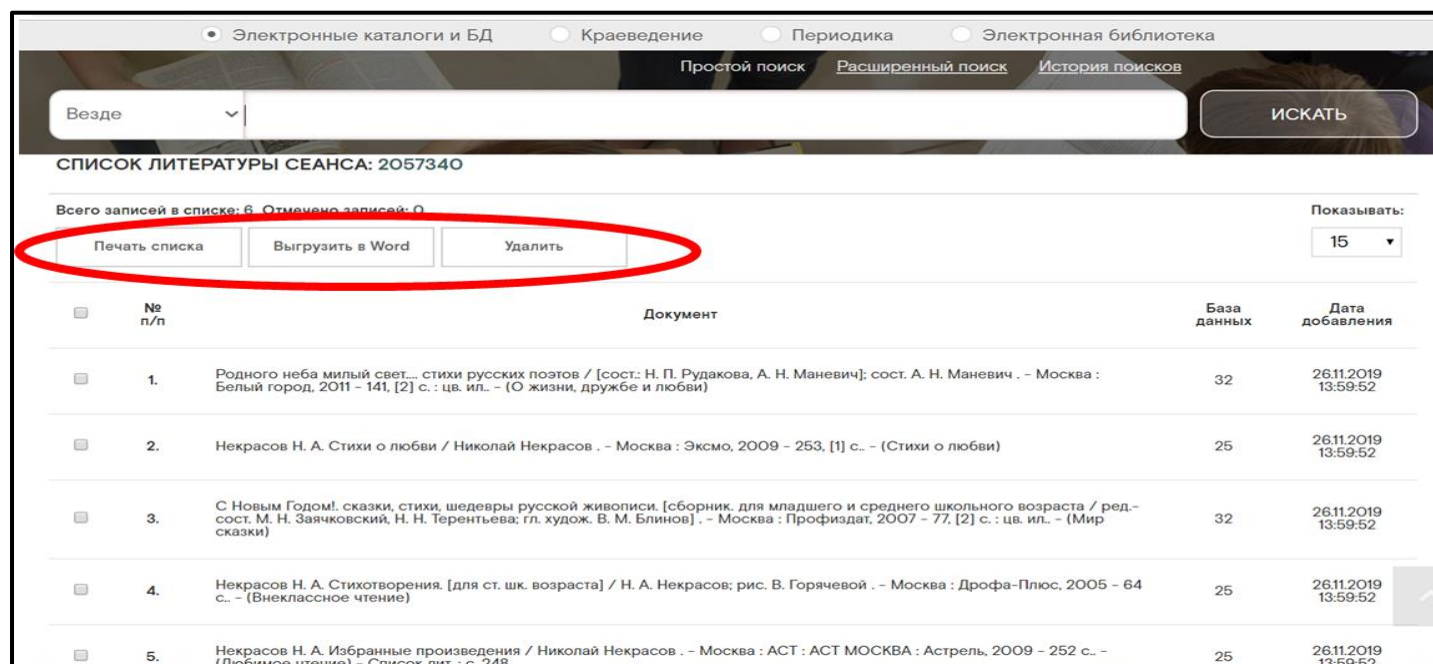 Электронные каталоги и БД Краеведение Периодика Электронная библиотека
Простой поиск Расширенный поиск История поисков
Везде ИСКАТЬ
СПИСОК ЛИТЕРАТУРЫ СЕАНСА: 2057340
Всего записей в списке: 6 Отмечено записей: 0 Показывать:
Печать списка Выгрузить в Word Удалить 15
№ п/п Документ База данных Дата добавления
1. Родного неба милый свет..., стихи русских поэтов / [сост.: Н. П. Рудакова, А. Н. Маневич]; сост. А. Н. Маневич . – Москва : 32 26.11.2019
Белый город, 2011 – 141, [2] с. : цв. ил.. – (О жизни, дружбе и любви) 13:59:52
2. Некрасов Н. А. Стихи о любви / Николай Некрасов . – Москва : Эксмо, 2009 – 253, [1] с.. – (Стихи о любви) 25 26.11.2019
13:59:52
С Новым Годом!. сказки, стихи, шедевры русской живописи. [сборник. для младшего и среднего школьного возраста / ред.-
3. сост. М. Н. Заячковский, Н. Н. Терентьева; гл. худож. В. М. Блинов] . – Москва : Профиздат, 2007 – 77, [2] с. : цв. ил.. – (Мир 32 26.11.2019
сказки) 13:59:52
4. Некрасов Н. А. Стихотворения. [для ст. шк. возраста] / Н. А. Некрасов; рис. В. Горячевой . – Москва : Дрофа-Плюс, 2005 – 64 25 26.11.2019
с.. – (Внеклассное чтение) 13:59:52
5. Некрасов Н. А. Избранные произведения / Николай Некрасов . – Москва : АСТ : АСТ МОСКВА : Астрель, 2009 – 252 с.. – 25 26.11.2019
(Любимое чтение) – Список лит.: с. 248 13:59:52